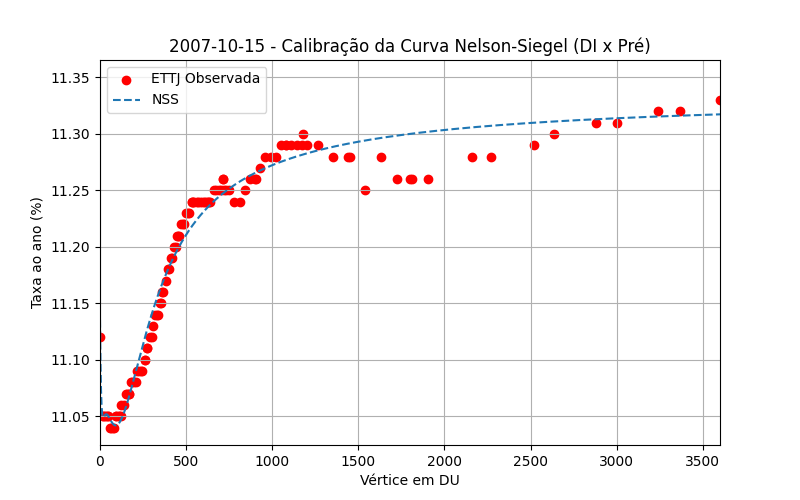 2007-10-15 - Calibração da Curva Nelson-Siegel (DI x Pré)
ETTJ Observada
NSS
Taxa ao ano (%)
11.35
11.30
11.25
11.20
11.15
11.10
11.05
0 500 1000 1500 2000 2500 3000 3500
Vértice em DU